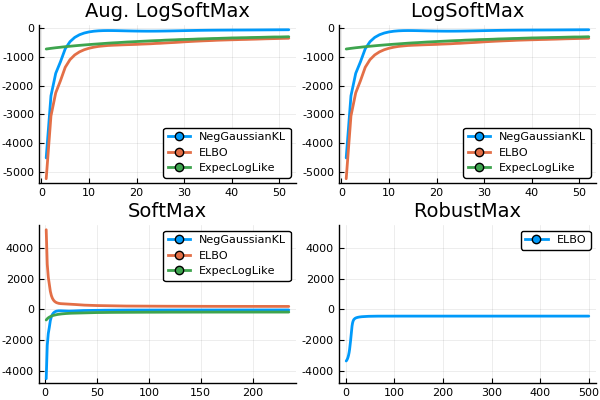 Aug. LogSoftMax
0
-1000
-2000
-3000
-4000
-5000
NegGaussianKL
ELBO
ExpecLogLike
0 10 20 30 40 50
LogSoftMax
0
-1000
-2000
-3000
-4000
-5000
NegGaussianKL
ELBO
ExpecLogLike
0 10 20 30 40 50
SoftMax
4000
2000
0
-2000
-4000
NegGaussianKL
ELBO
ExpecLogLike
0 50 100 150 200
RobustMax
4000
2000
0
-2000
-4000
ELBO
0 100 200 300 400 500